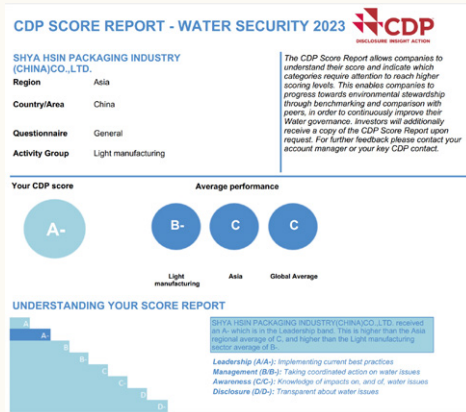 CDP SCORE REPORT - WATER SECURITY 2023
CDP
DISCLOSURE INSIGHT ACTION
SHYA HSIN PACKAGING INDUSTRY
(CHINA)CO.,LTD.
Region Asia
Country/Area China
Questionnaire General
Activity Group Light manufacturing
The CDP Score Report allows companies to
understand their score and indicate which
categories require attention to reach higher
scoring levels. This enables companies to
progress towards environmental stewardship
through benchmarking and comparison with
peers, in order to continuously improve their
Water governance. Investors will additionally
receive a copy of the CDP Score Report upon
request. For further feedback please contact your
account manager or your key CDP contact.
Your CDP score
Average performance
A-
B-
C
C
Light
manufacturing
Asia
Global Average
UNDERSTANDING YOUR SCORE REPORT
A
A-
B
B-
C
C-
D
D-
SHYA HSIN PACKAGING INDUSTRY(CHINA)CO.,LTD. received
an A- which is in the Leadership band. This is higher than the Asia
regional average of C, and higher than the Light manufacturing
sector average of B-.
Leadership (A/A-): Implementing current best practices
Management (B/B-): Taking coordinated action on water issues
Awareness (C/C-): Knowledge of impacts on, and of, water issues
Disclosure (D/D-): Transparent about water issues